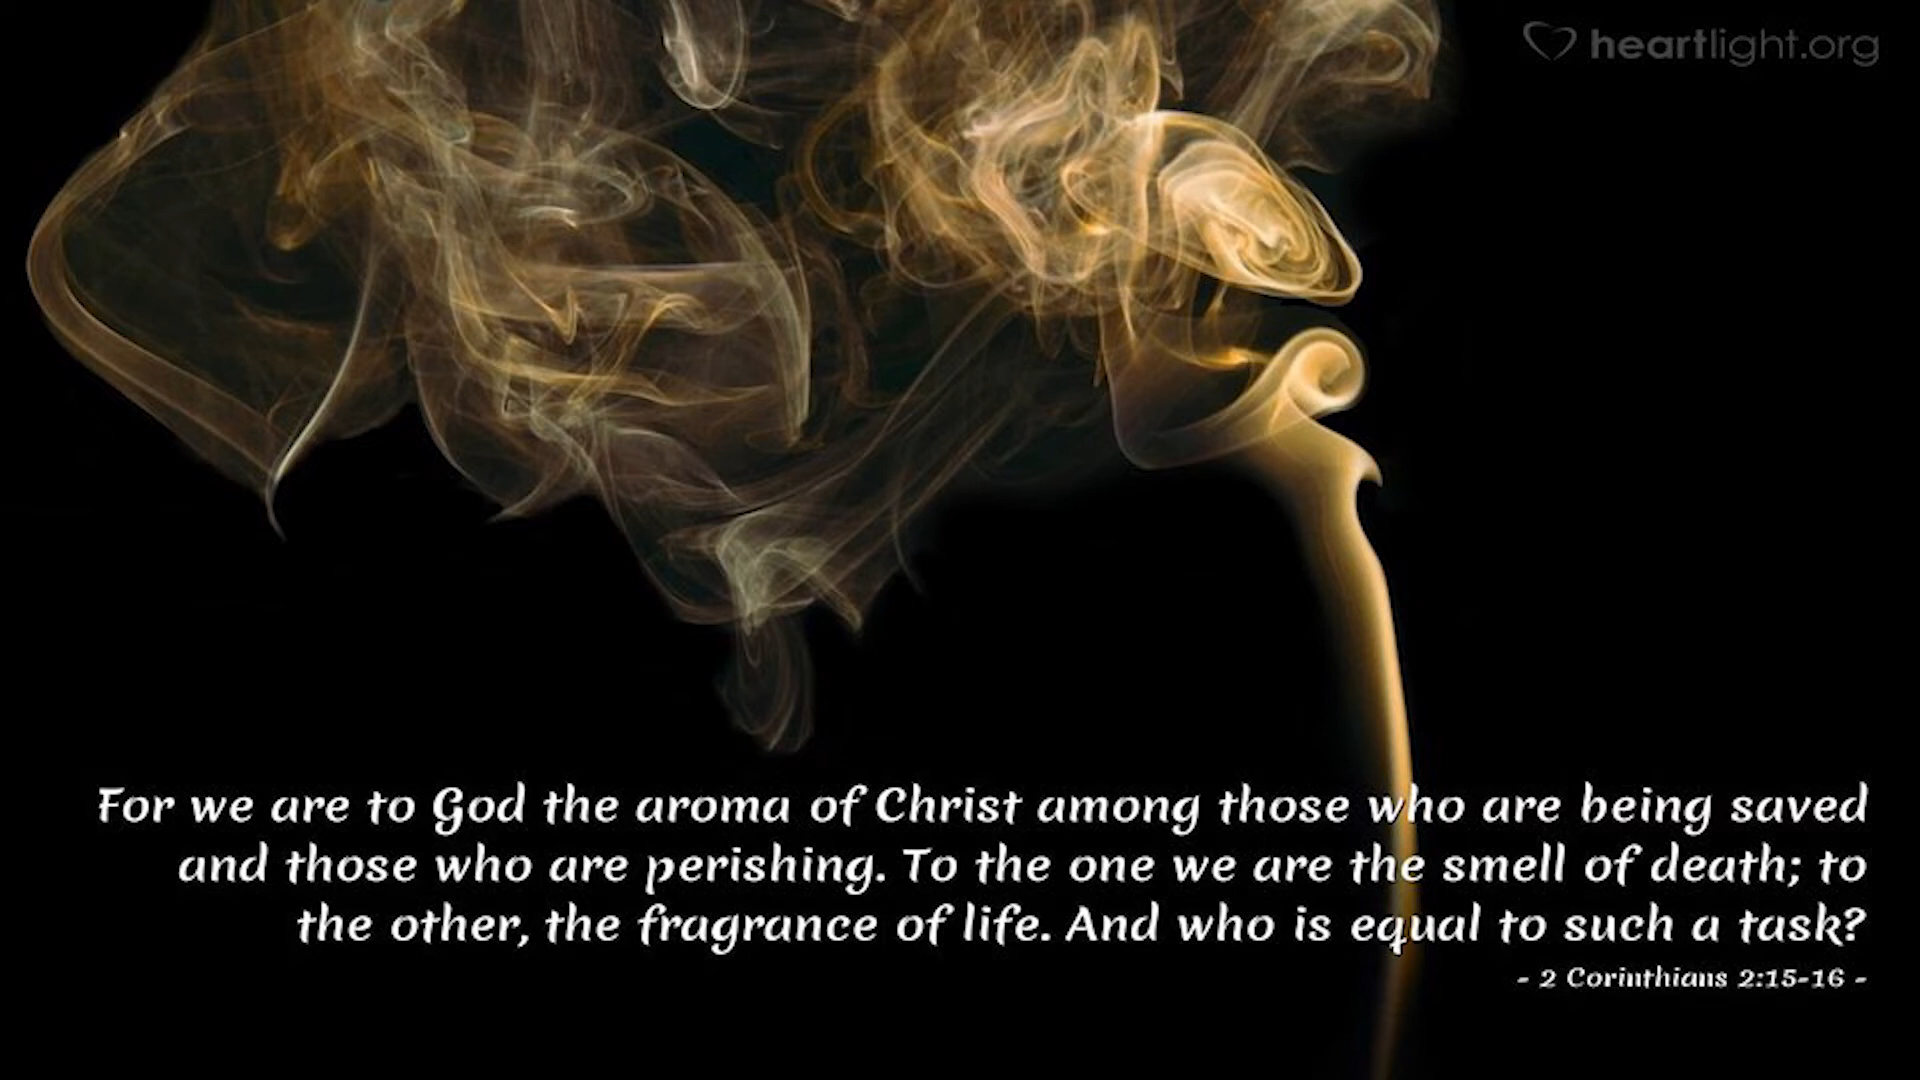 heartlight.org
For we are to God the aroma of Christ among those who are being saved
and those who are perishing. To the one we are the smell of death; to
the other, the fragrance of life. And who is equal to such a task?
- 2 Corinthians 2:15-16 -